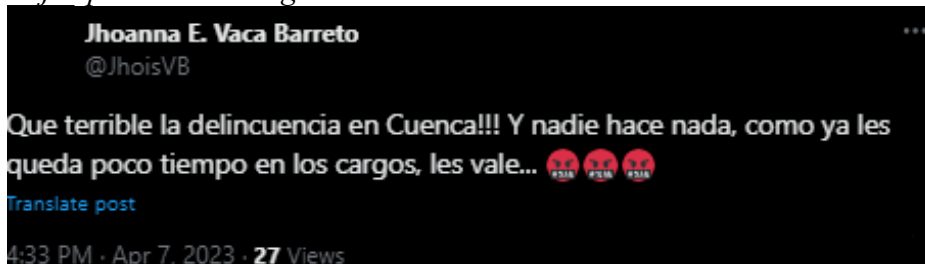 Jhoanna E. Vaca Barreto
@JhoisVB
Que terrible la delincuencia en Cuenca!!! Y nadie hace nada, como ya les
queda poco tiempo en los cargos, les vale... 🤬🤬🤬
Translate post
4:33 PM · Apr 7, 2023 · 27 Views